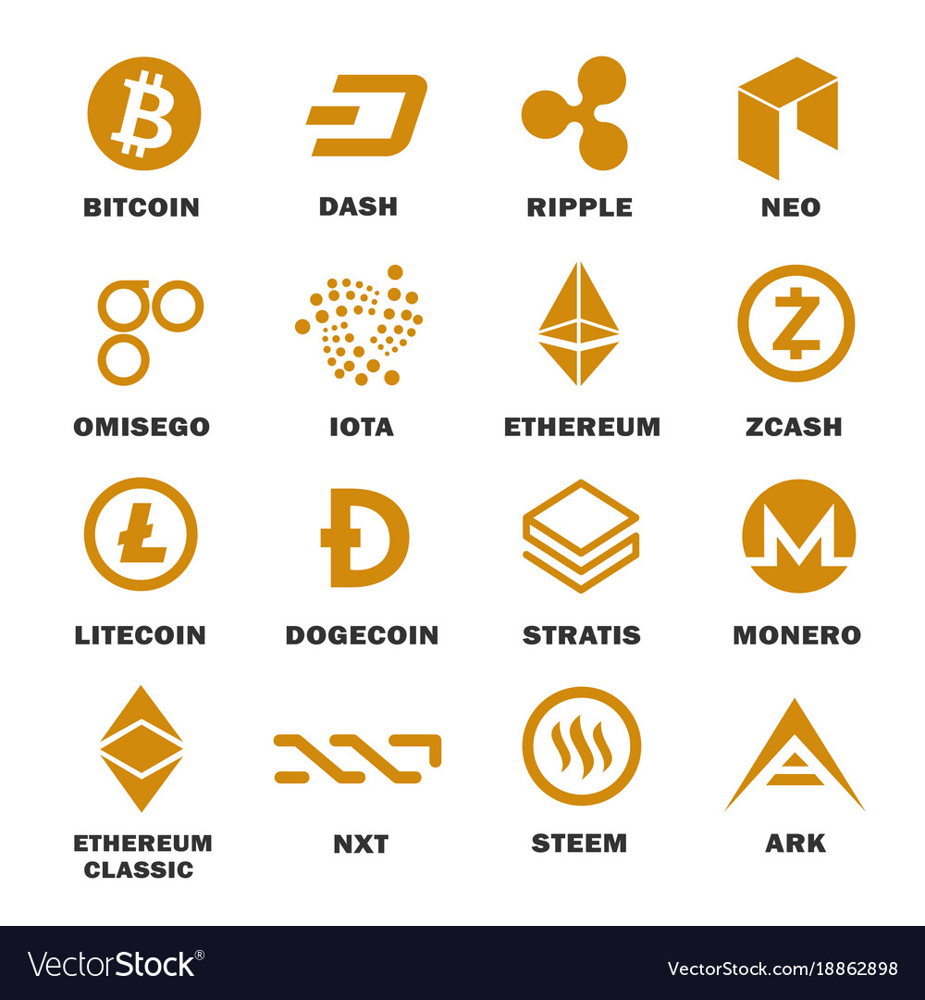 BITCOIN
DASH
RIPPLE
NEO
OMISEGO
IOTA
ETHEREUM
ZCASH
LITECOIN
DOGECOIN
STRATIS
MONERO
ETHEREUM
CLASSIC
NXT
STEEM
ARK
VectorStock®
VectorStock.com/18862898